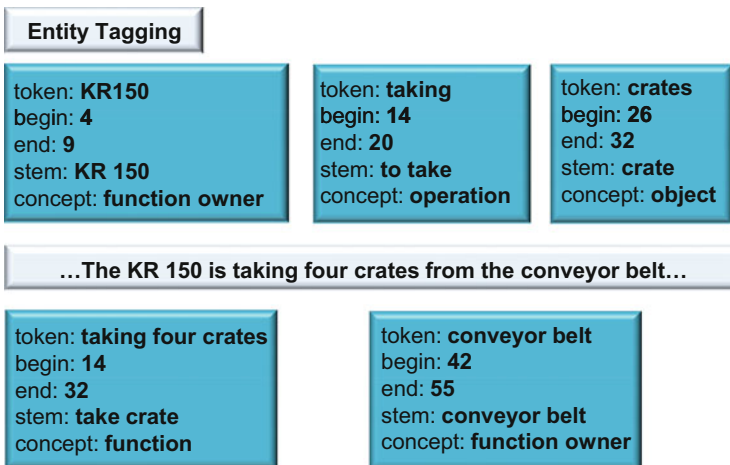 Entity Tagging
token: KR150
begin: 4
end: 9
stem: KR 150
concept: function owner
token: taking
begin: 14
end: 20
stem: to take
concept: operation
token: crates
begin: 26
end: 32
stem: crate
concept: object
…The KR 150 is taking four crates from the conveyor belt…
token: taking four crates
begin: 14
end: 32
stem: take crate
concept: function
token: conveyor belt
begin: 42
end: 55
stem: conveyor belt
concept: function owner